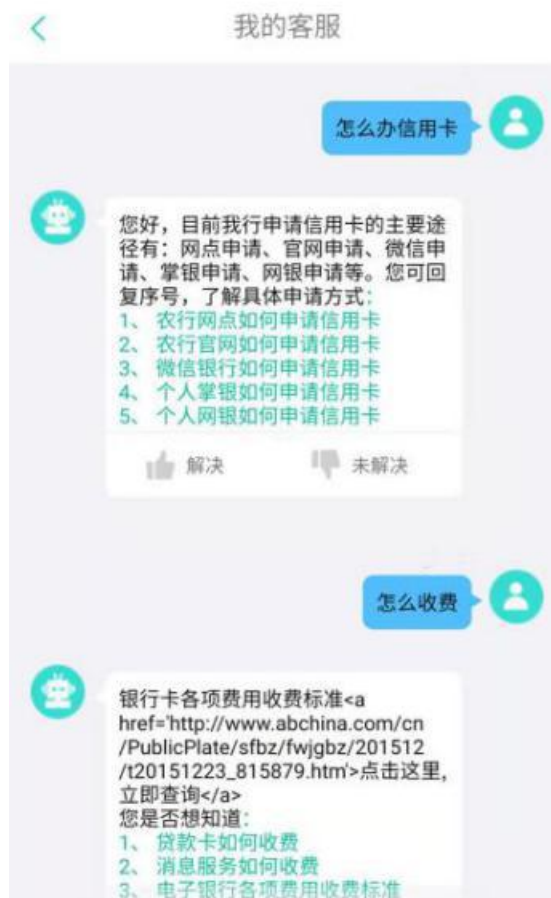 我的客服
怎么办信用卡
您好，目前我行申请信用卡的主要途
径有：网点申请、官网申请、微信申
请、掌银申请、网银申请等。您可回
复序号，了解具体申请方式：
1、 农行网点如何申请信用卡
2、 农行官网如何申请信用卡
3、 微信银行如何申请信用卡
4、 个人掌银如何申请信用卡
5、 个人网银如何申请信用卡
解决 未解决
怎么收费
银行卡各项费用收费标准<a
href='http://www.abchina.com/cn
/PublicPlate/sfbz/fwjgbz/201512
/t20151223_815879.htm'>点击这里,
立即查询</a>
您是否想知道：
1、 贷款卡如何收费
2、 消息服务如何收费
3、 电子银行各项费用收费标准